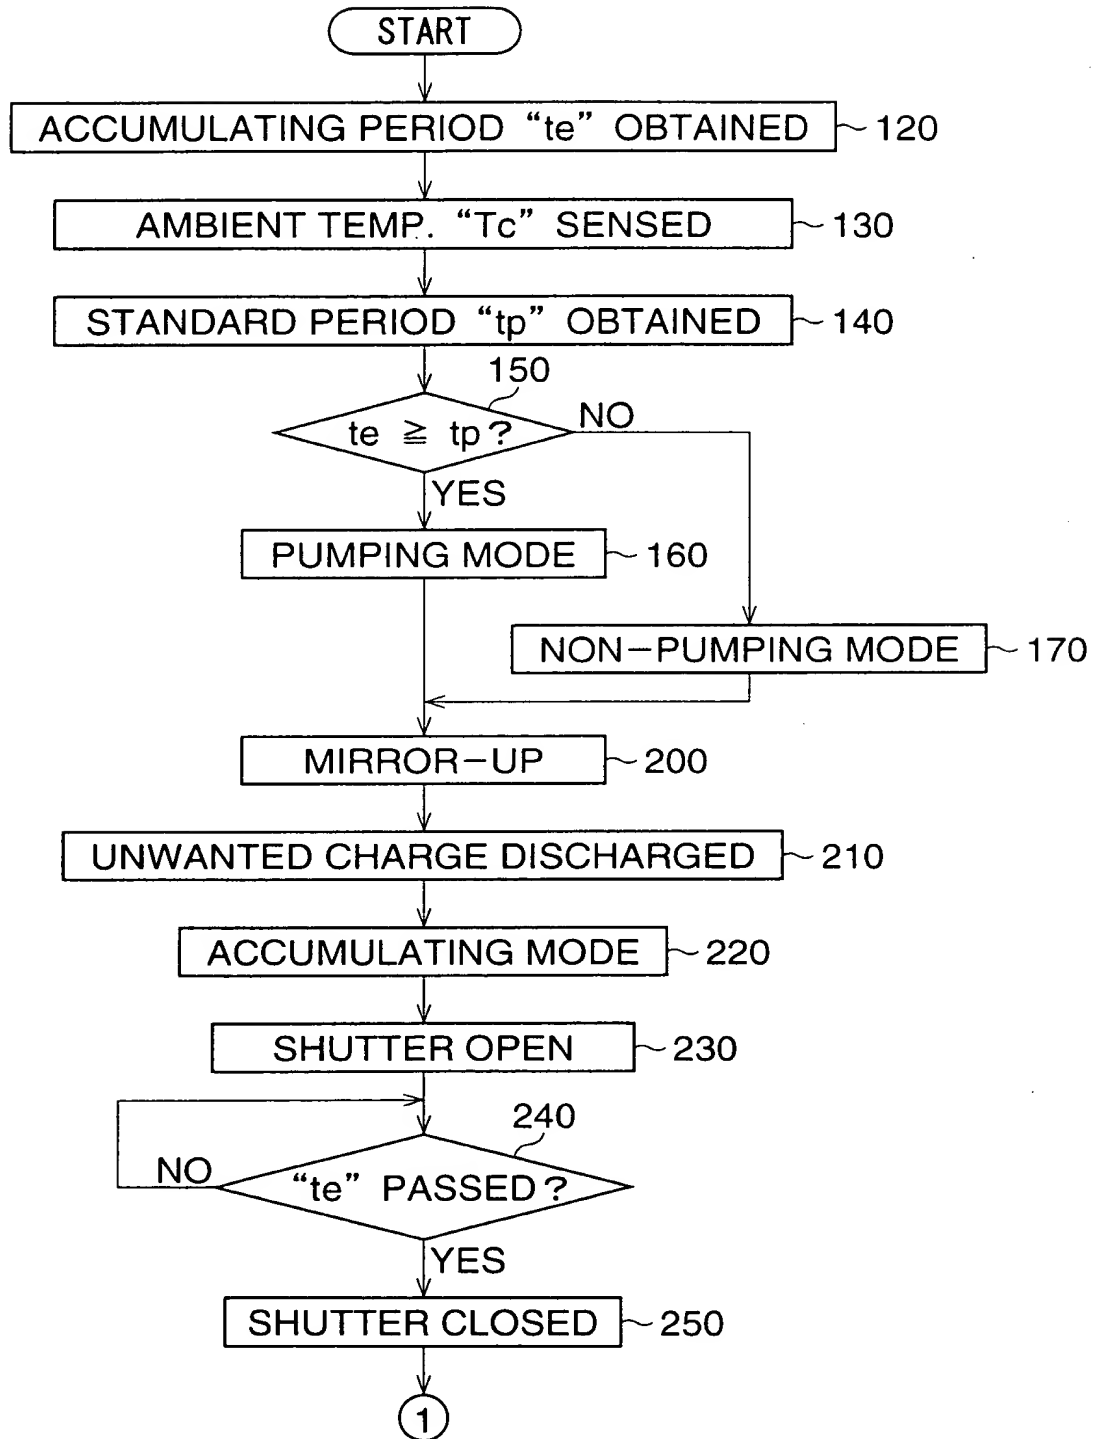 START
ACCUMULATING PERIOD “te” OBTAINED 120
AMBIENT TEMP. “Tc” SENSED 130
STANDARD PERIOD “tp” OBTAINED 140
150
te ≧ tp? NO
YES
PUMPING MODE 160
NON-PUMPING MODE 170
MIRROR-UP 200
UNWANTED CHARGE DISCHARGED 210
ACCUMULATING MODE 220
SHUTTER OPEN 230
240
NO “te” PASSED?
YES
SHUTTER CLOSED 250
1